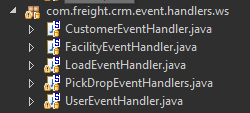 com.freight.crm.event.handlers.ws
CustomerEventHandler.java
FacilityEventHandler.java
LoadEventHandler.java
PickDropEventHandlers.java
UserEventHandler.java